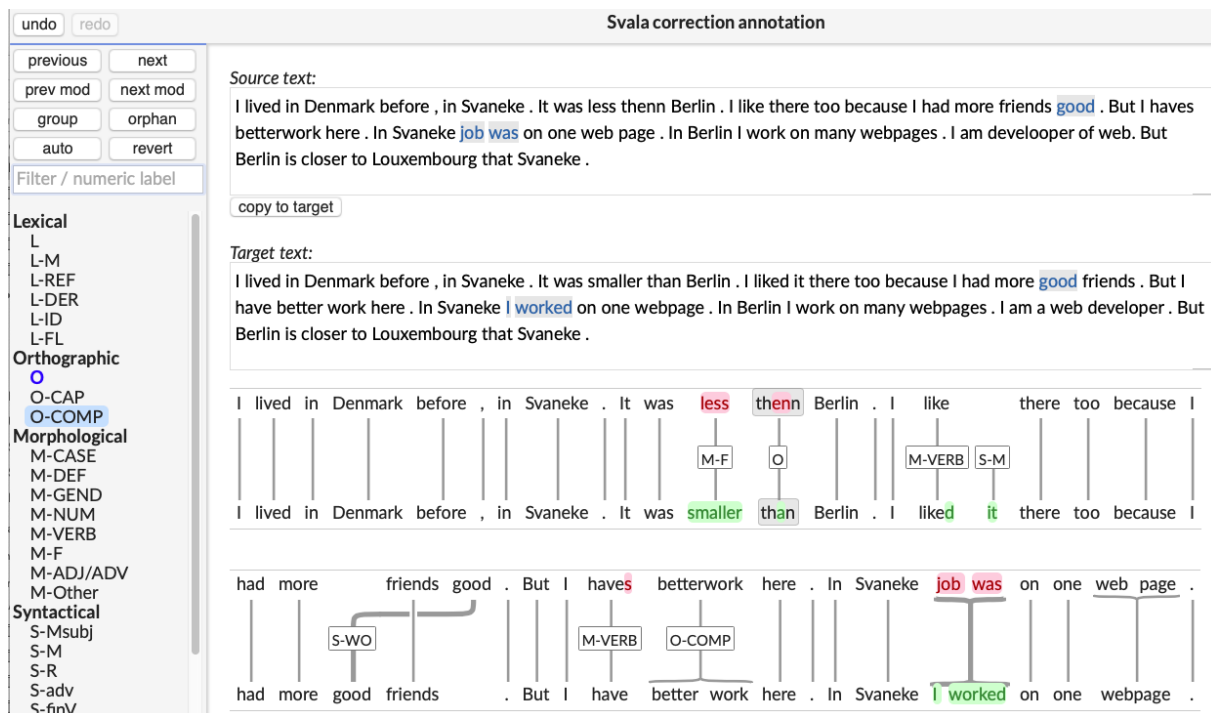 undo redo Svala correction annotation
previous next
prev mod next mod
group orphan
auto revert
Filter / numeric label
Lexical
L
L-M
L-REF
L-DER
L-ID
L-FL
Orthographic
O
O-CAP
O-COMP
Morphological
M-CASE
M-DEF
M-GEND
M-NUM
M-VERB
M-F
M-ADJ/ADV
M-Other
Syntactical
S-Msubj
S-M
S-R
S-adv
S-finV
Source text:
I lived in Denmark before , in Svaneke . It was less thenn Berlin . I like there too because I had more friends good . But I haves
betterwork here . In Svaneke job was on one web page . In Berlin I work on many webpages . I am develooper of web. But
Berlin is closer to Louxembourg that Svaneke .
copy to target
Target text:
I lived in Denmark before , in Svaneke . It was smaller than Berlin . I liked it there too because I had more good friends . But I
have better work here . In Svaneke I worked on one webpage . In Berlin I work on many webpages . I am a web developer . But
Berlin is closer to Louxembourg that Svaneke .
I lived in Denmark before , in Svaneke . It was less thenn Berlin . I like there too because I
M-F O M-VERB S-M
I lived in Denmark before , in Svaneke . It was smaller than Berlin . I liked it there too because I
had more friends good . But I haves betterwork here . In Svaneke job was on one web page .
S-WO M-VERB O-COMP
had more good friends . But I have better work here . In Svaneke I worked on one webpage .